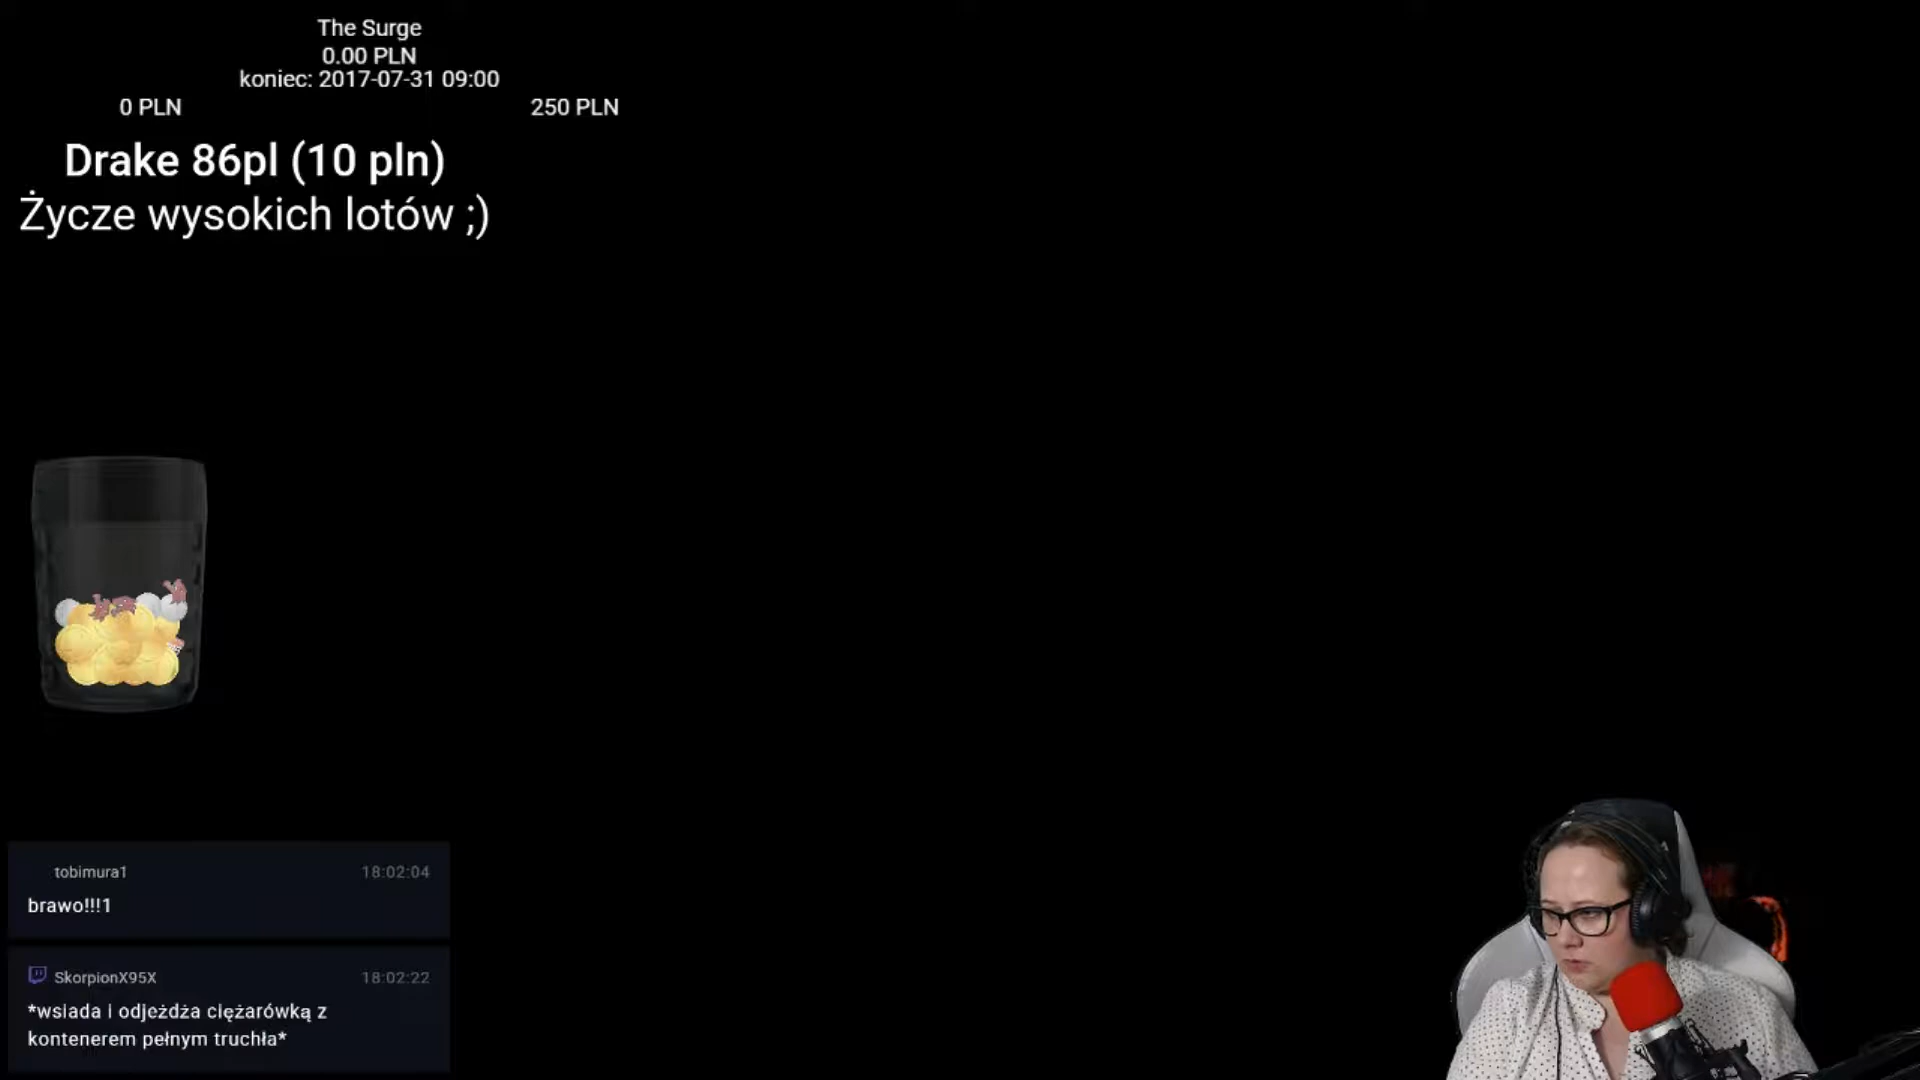 The Surge
0.00 PLN
koniec: 2017-07-31 09:00
0 PLN 250 PLN
Drake 86pl (10 pln)
Życze wysokich lotów ;)
tobimura1 18:02:04
brawo!!!1
SkorpionX95X 18:02:22
*wsiada i odjeżdża ciężarówką z
kontenerem pełnym truchła*